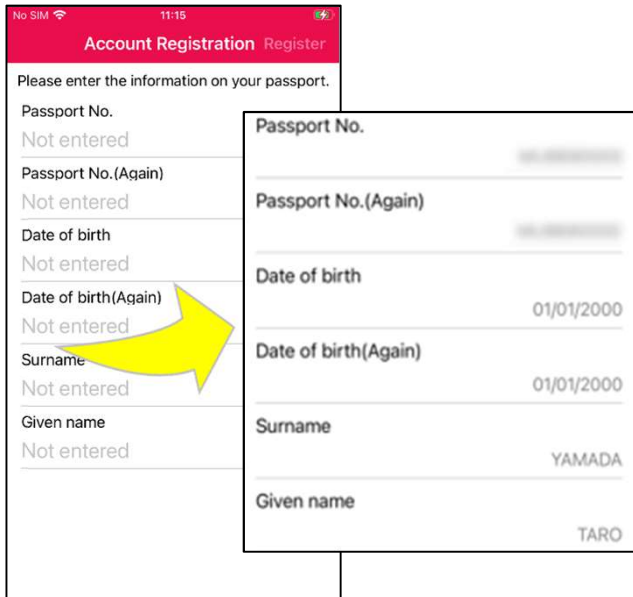 No SIM 11:15
Account Registration Register
Please enter the information on your passport.
Passport No.
Not entered
Passport No.(Again)
Not entered
Date of birth
Not entered
Date of birth(Again)
Not entered
Surname
Not entered
Given name
Not entered
Passport No.
Passport No.(Again)
Date of birth
01/01/2000
Date of birth(Again)
01/01/2000
Surname
YAMADA
Given name
TARO